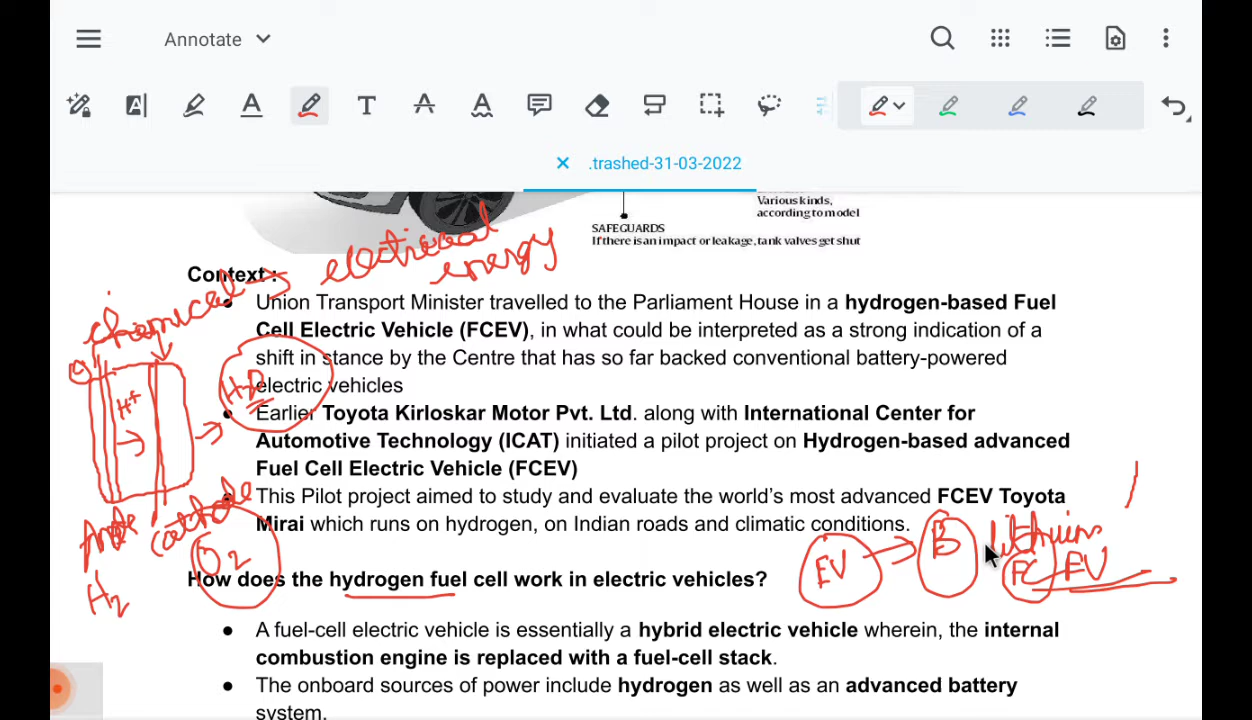 Annotate
.trashed-31-03-2022
Various kinds,
according to model
SAFEGUARDS
If there is an impact or leakage, tank valves get shut
electrical
energy
chemical
Context :
● Union Transport Minister travelled to the Parliament House in a hydrogen-based Fuel
Cell Electric Vehicle (FCEV), in what could be interpreted as a strong indication of a
shift in stance by the Centre that has so far backed conventional battery-powered
electric vehicles
● Earlier Toyota Kirloskar Motor Pvt. Ltd. along with International Center for
Automotive Technology (ICAT) initiated a pilot project on Hydrogen-based advanced
Fuel Cell Electric Vehicle (FCEV)
● This Pilot project aimed to study and evaluate the world's most advanced FCEV Toyota
Mirai which runs on hydrogen, on Indian roads and climatic conditions.
H+
H2O
Anode
cathode
H2
O2
EV
B
lithium
FC EV
How does the hydrogen fuel cell work in electric vehicles?
● A fuel-cell electric vehicle is essentially a hybrid electric vehicle wherein, the internal
combustion engine is replaced with a fuel-cell stack.
● The onboard sources of power include hydrogen as well as an advanced battery
system.